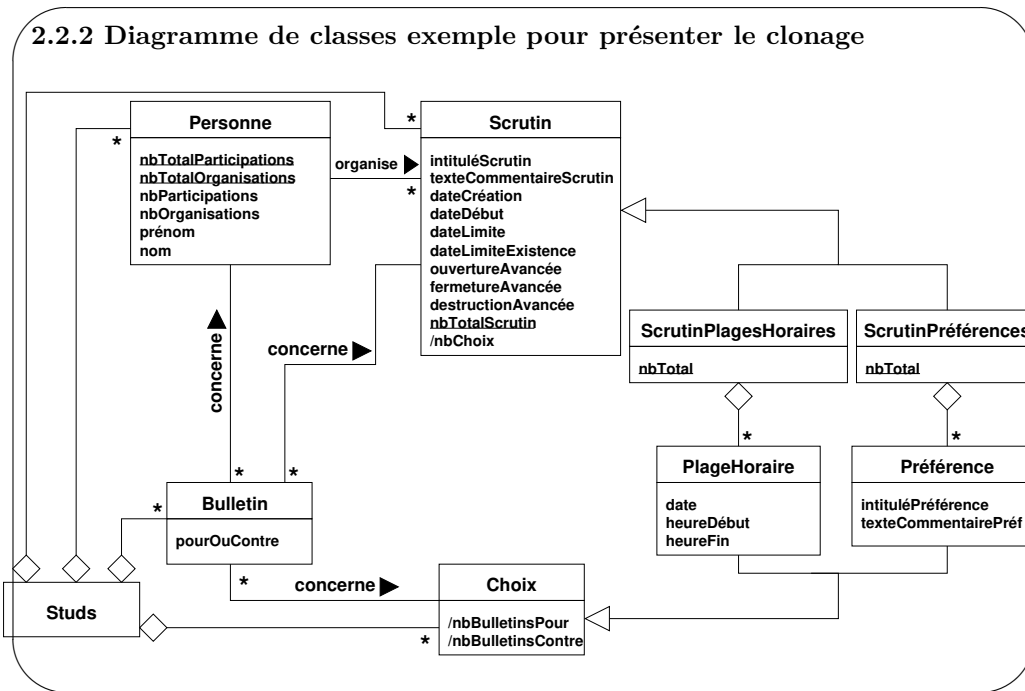 2.2.2 Diagramme de classes exemple pour présenter le clonage
Personne
nbTotalParticipations
nbTotalOrganisations
nbParticipations
nbOrganisations
prénom
nom
*
organise
*
*
Scrutin
intituléScrutin
texteCommentaireScrutin
dateCréation
dateDébut
dateLimite
dateLimiteExistence
ouvertureAvancée
fermetureAvancée
destructionAvancée
nbTotalScrutin
/nbChoix
ScrutinPlagesHoraires
nbTotal
ScrutinPréférences
nbTotal
concerne
concerne
*
*
*
*
PlageHoraire
date
heureDébut
heureFin
Préférence
intituléPréférence
texteCommentairePréf
*
Bulletin
pourOuContre
*
concerne
Choix
/nbBulletinsPour
/nbBulletinsContre
Studs
*